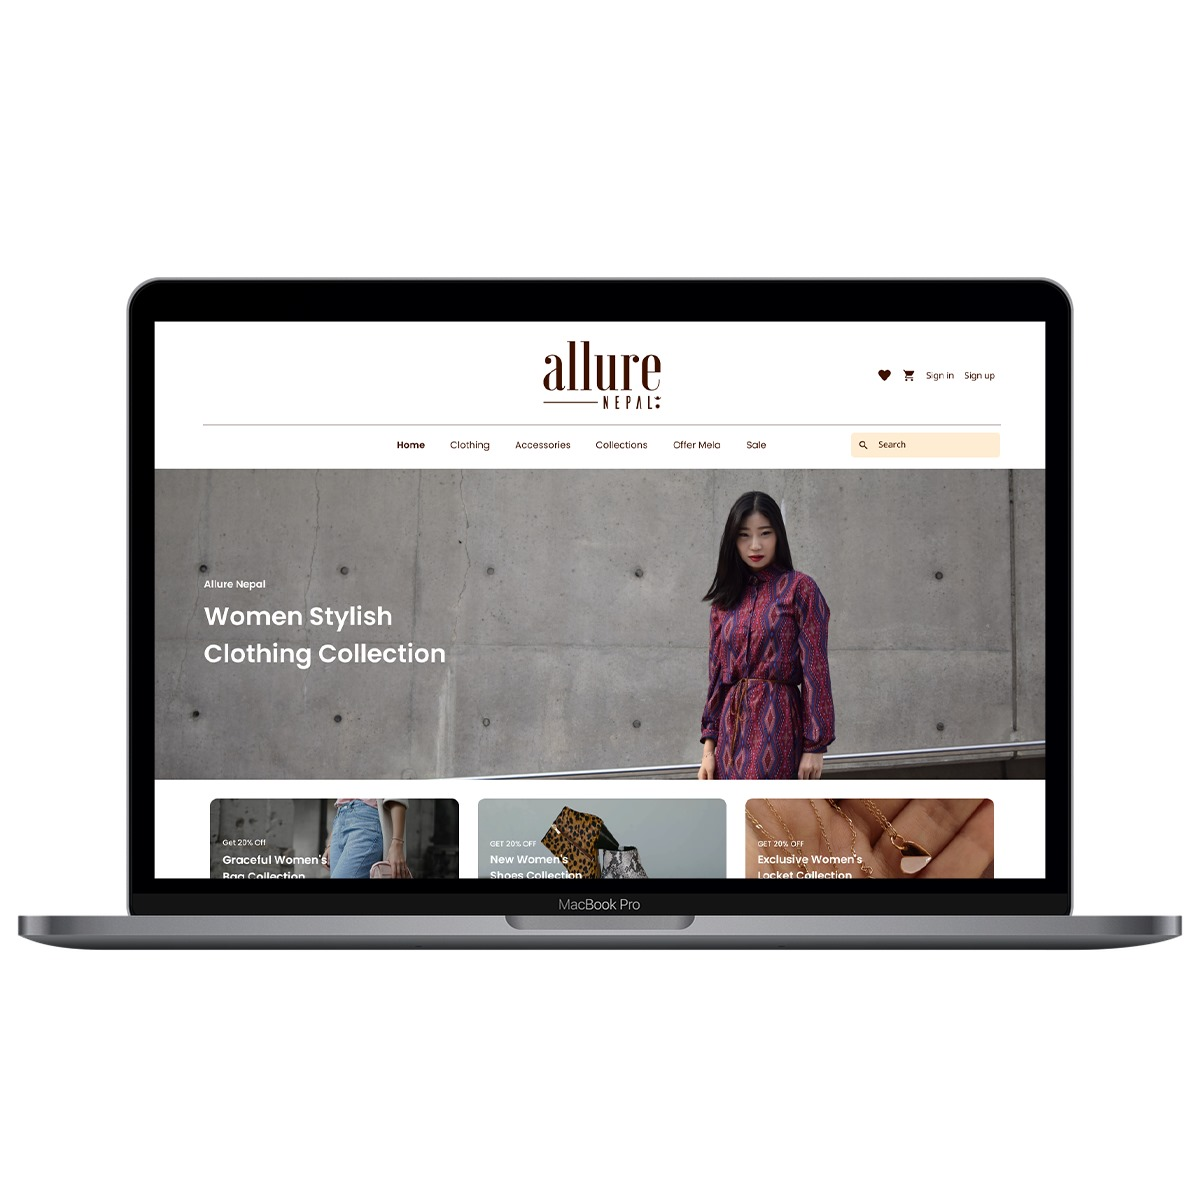 allure
NEPAL
Sign in Sign up
Home Clothing Accessories Collections Offer Mela Sale
Search
Allure Nepal
Women Stylish
Clothing Collection
Get 20% Off
Graceful Women's
Bag Collection
GET 20% OFF
New Women's
Shoes Collection
GET 20% OFF
Exclusive Women's
Locket Collection
MacBook Pro